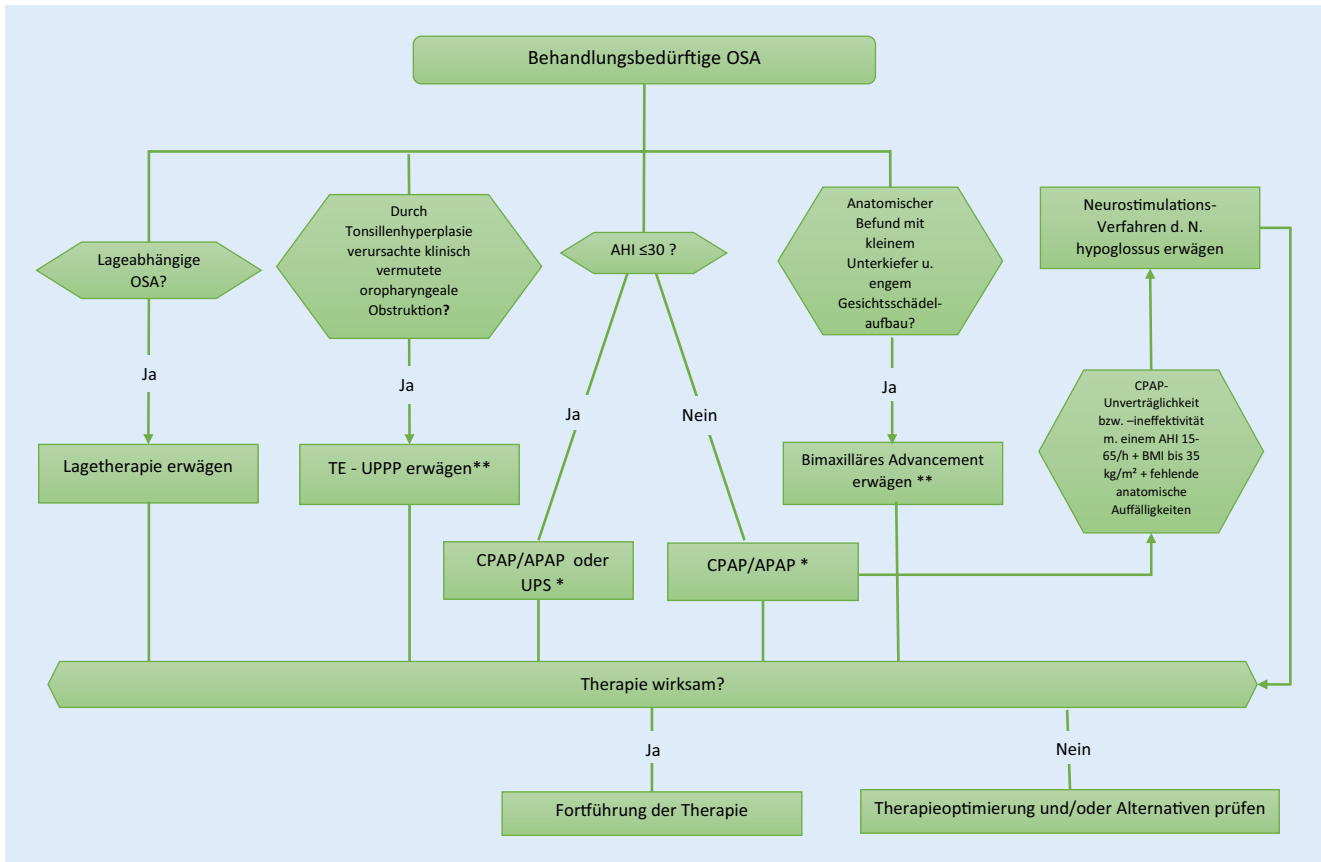 Behandlungsbedürftige OSA
Lageabhängige
OSA?
Durch
Tonsillenhyperplasie
verursachte klinisch
vermutete
oropharyngeale
Obstruktion?
AHI ≤30 ?
Anatomischer
Befund mit
kleinem
Unterkiefer u.
engem
Gesichtsschädel-
aufbau?
Neurostimulations-
Verfahren d. N.
hypoglossus erwägen
Ja
Ja
Ja
Nein
Ja
CPAP-
Unverträglichkeit
bzw. –ineffektivität
m. einem AHI 15-
65/h + BMI bis 35
kg/m² + fehlende
anatomische
Auffälligkeiten
Lagetherapie erwägen
TE - UPPP erwägen**
Bimaxilläres Advancement
erwägen **
CPAP/APAP oder
UPS *
CPAP/APAP *
Therapie wirksam?
Ja
Nein
Fortführung der Therapie
Therapieoptimierung und/oder Alternativen prüfen